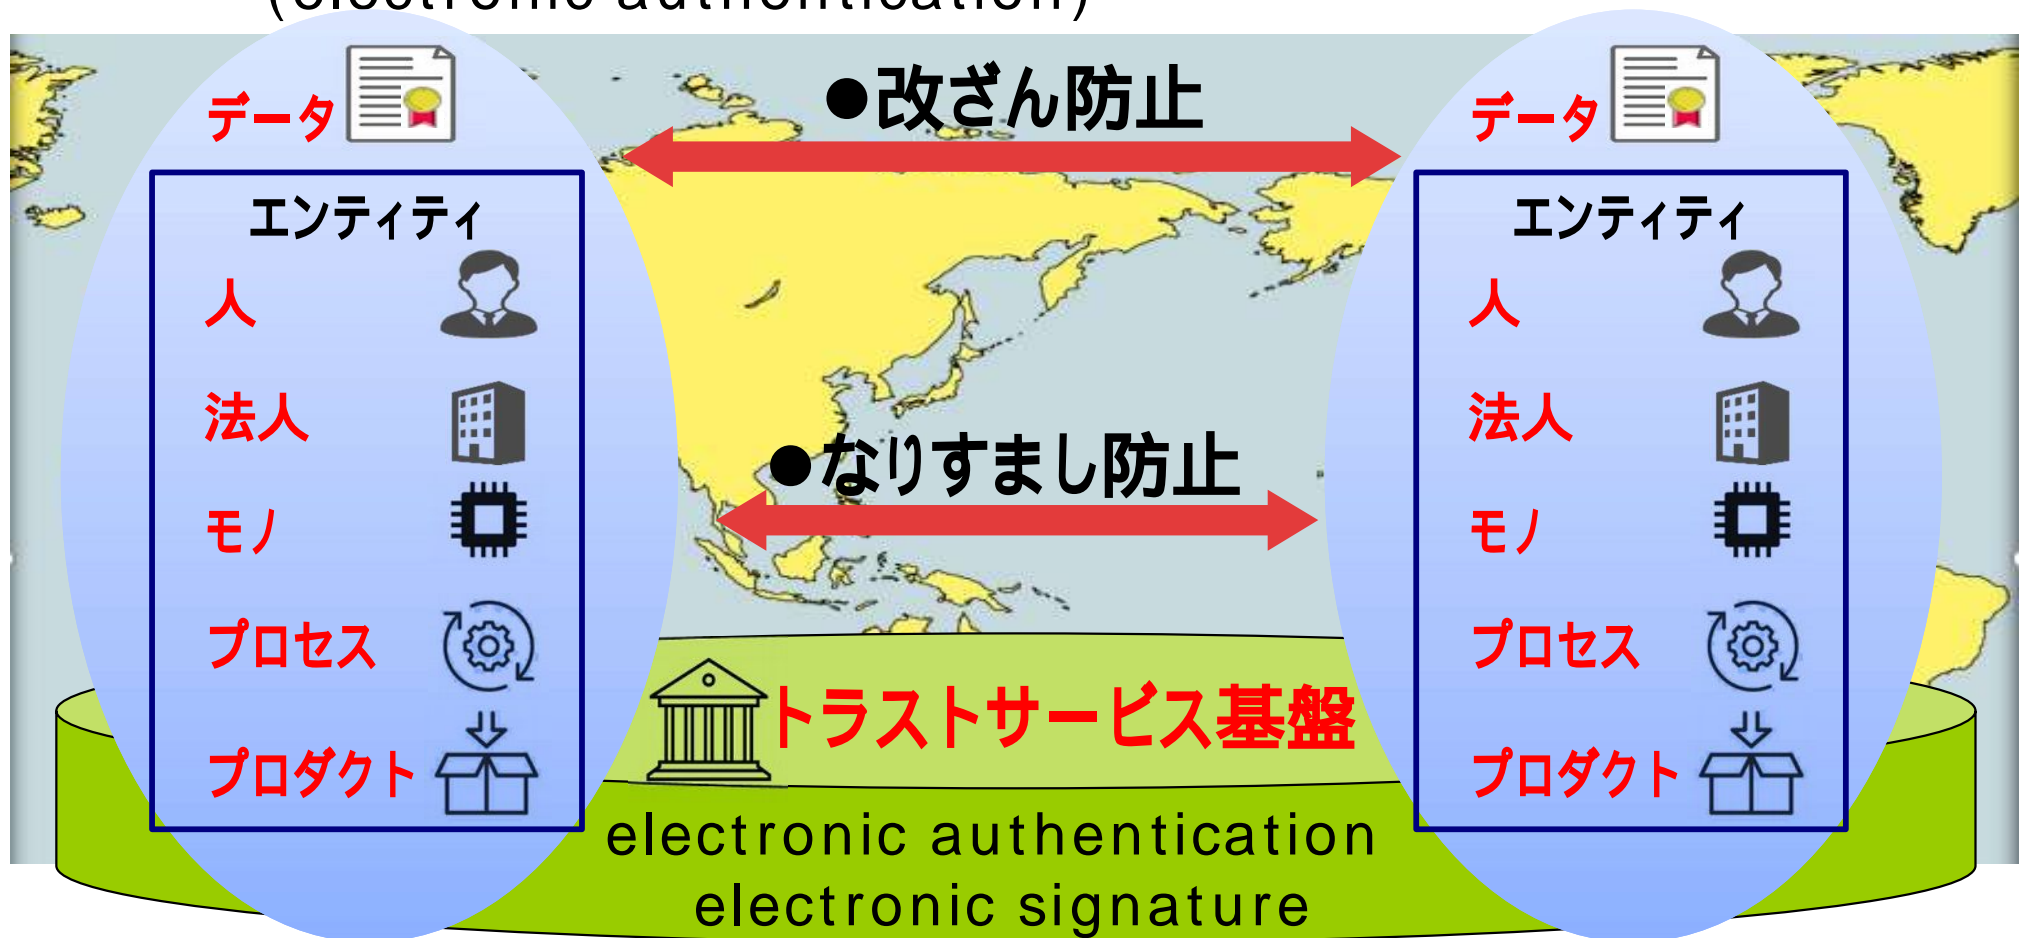 (electronic authentication)
●改ざん防止
データ
エンティティ
人
法人
モノ
プロセス
プロダクト
●なりすまし防止
データ
エンティティ
人
法人
モノ
プロセス
プロダクト
トラストサービス基盤
electronic authentication
electronic signature